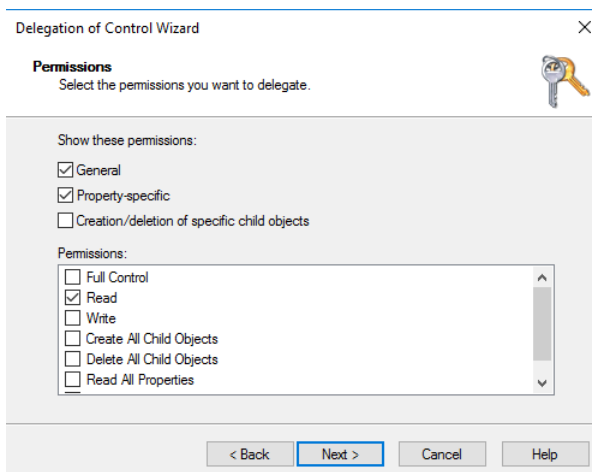 Delegation of Control Wizard
Permissions
Select the permissions you want to delegate.
Show these permissions:
General
Property-specific
Creation/deletion of specific child objects
Permissions:
Full Control
Read
Write
Create All Child Objects
Delete All Child Objects
Read All Properties
< Back Next > Cancel Help